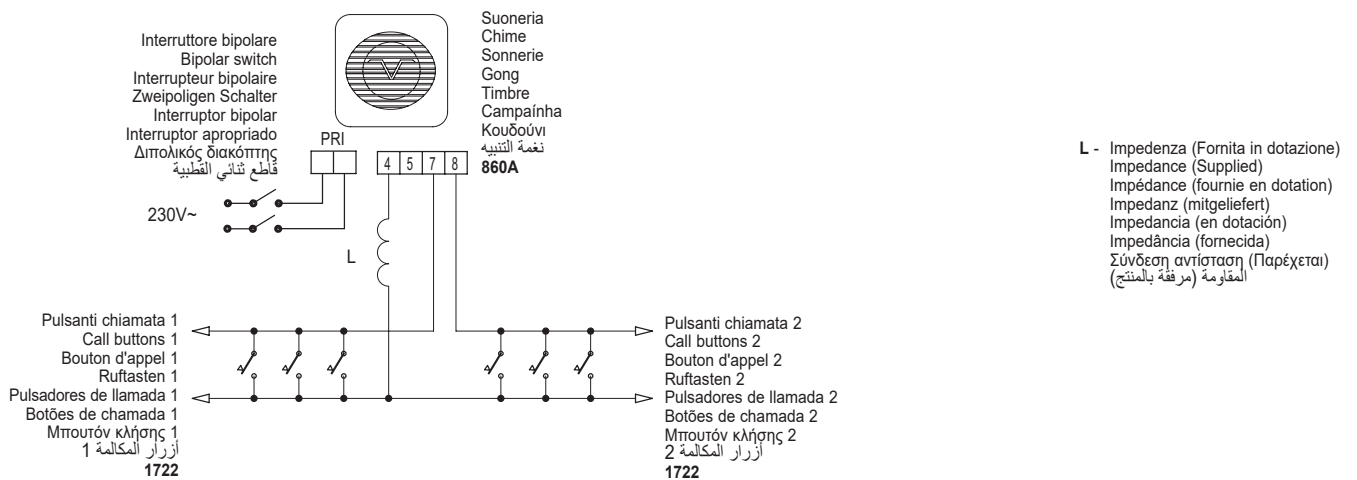 Interruttore bipolare
Bipolar switch
Interrupteur bipolaire
Zweipoligen Schalter
Interruptor bipolar
Interruptor apropriado
Διπολικός διακόπτης
قاطع ثنائي القطبية
230V~
PRI
4 5 7 8
L
Suoneria
Chime
Sonnerie
Gong
Timbre
Campaínha
Κουδούνι
نغمة التنبيه
860A
L - Impedenza (Fornita in dotazione)
Impedance (Supplied)
Impédance (fournie en dotation)
Impedanz (mitgeliefert)
Impedancia (en dotación)
Impedância (fornecida)
Σύνδεση αντίσταση (Παρέχεται)
المقاومة (مرفقة بالمنتج)
Pulsanti chiamata 1
Call buttons 1
Bouton d'appel 1
Ruftasten 1
Pulsadores de llamada 1
Botões de chamada 1
Μπουτόν κλήσης 1
أزرار المكالمة 1
1722
Pulsanti chiamata 2
Call buttons 2
Bouton d'appel 2
Ruftasten 2
Pulsadores de llamada 2
Botões de chamada 2
Μπουτόν κλήσης 2
أزرار المكالمة 2
1722